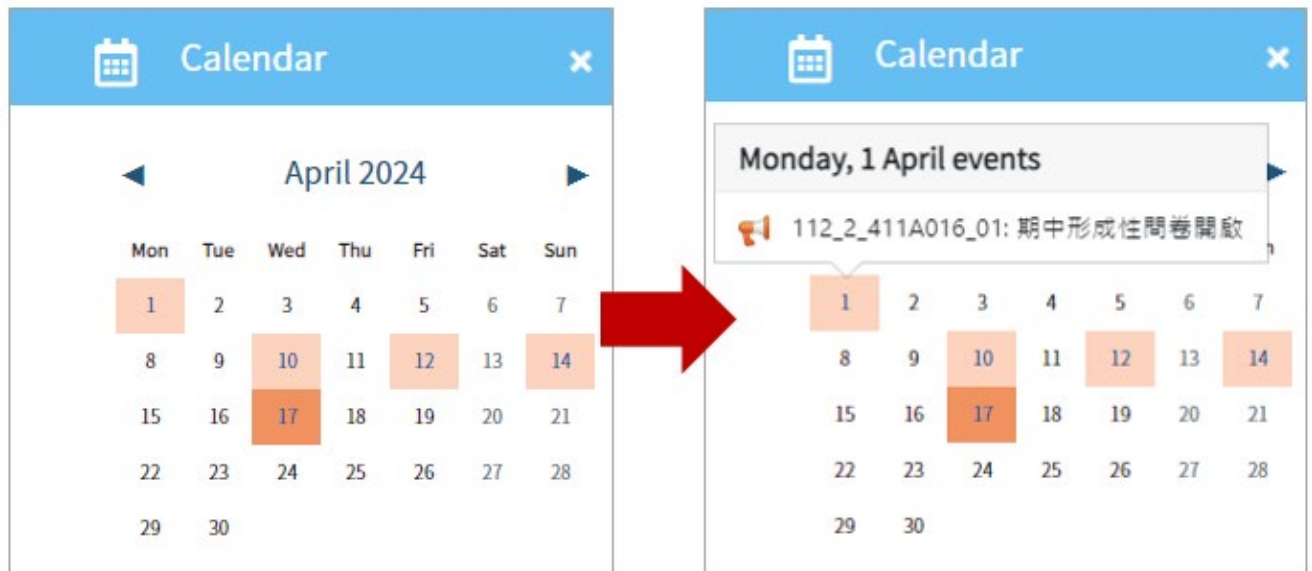 Calendar
April 2024
Mon Tue Wed Thu Fri Sat Sun
1 2 3 4 5 6 7
8 9 10 11 12 13 14
15 16 17 18 19 20 21
22 23 24 25 26 27 28
29 30
Calendar
Monday, 1 April events
112_2_411A016_01: 期中形成性問卷開啟
1 2 3 4 5 6 7
8 9 10 11 12 13 14
15 16 17 18 19 20 21
22 23 24 25 26 27 28
29 30